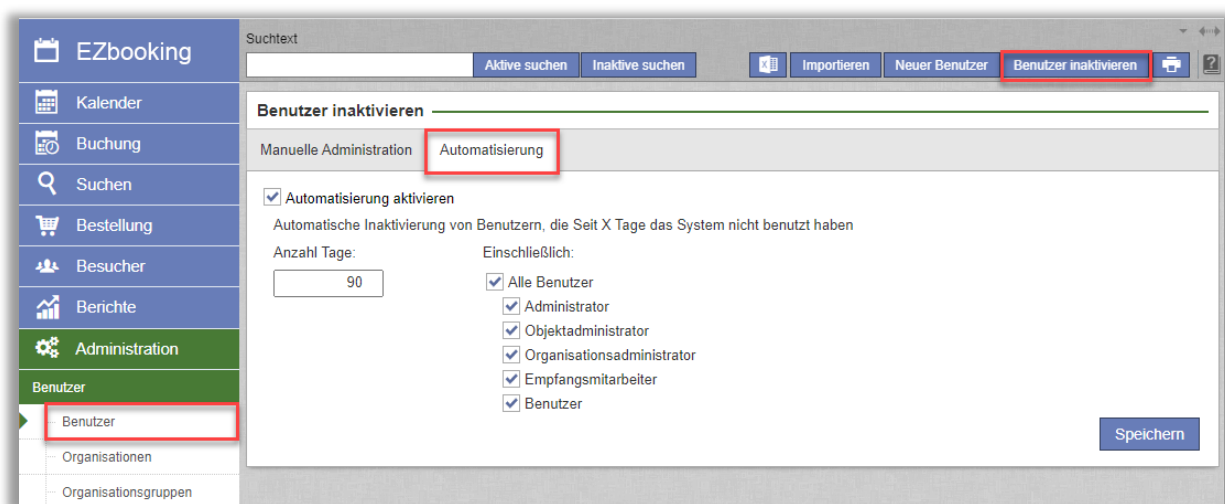 EZbooking
Kalender
Buchung
Suchen
Bestellung
Besucher
Berichte
Administration
Benutzer
Benutzer
Organisationen
Organisationsgruppen
Suchtext
Aktive suchen Inaktive suchen Importieren Neuer Benutzer Benutzer inaktivieren ?
Benutzer inaktivieren
Manuelle Administration Automatisierung
Automatisierung aktivieren
Automatische Inaktivierung von Benutzern, die Seit X Tage das System nicht benutzt haben
Anzahl Tage: Einschließlich:
90 Alle Benutzer
Administrator
Objektadministrator
Organisationsadministrator
Empfangsmitarbeiter
Benutzer
Speichern